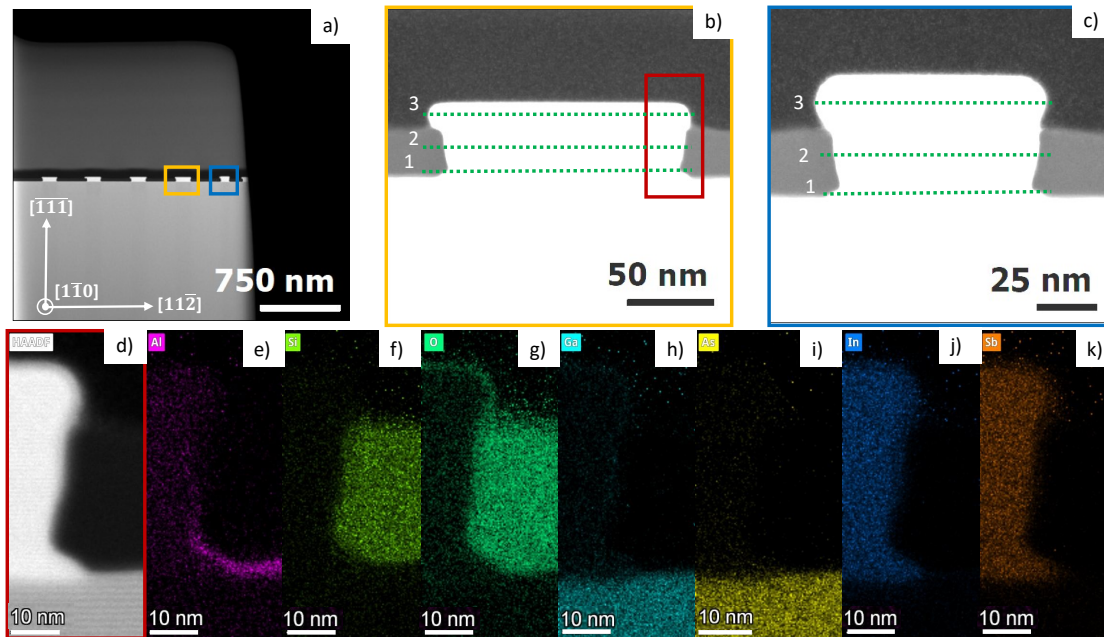 a)
[1̅1̅1̅]
[11̅0]
[112̅]
750 nm
b)
3
2
1
50 nm
c)
3
2
1
25 nm
HAADF
d)
10 nm
Al
e)
10 nm
Si
f)
10 nm
O
g)
10 nm
Ga
h)
10 nm
As
i)
10 nm
In
j)
10 nm
Sb
k)
10 nm